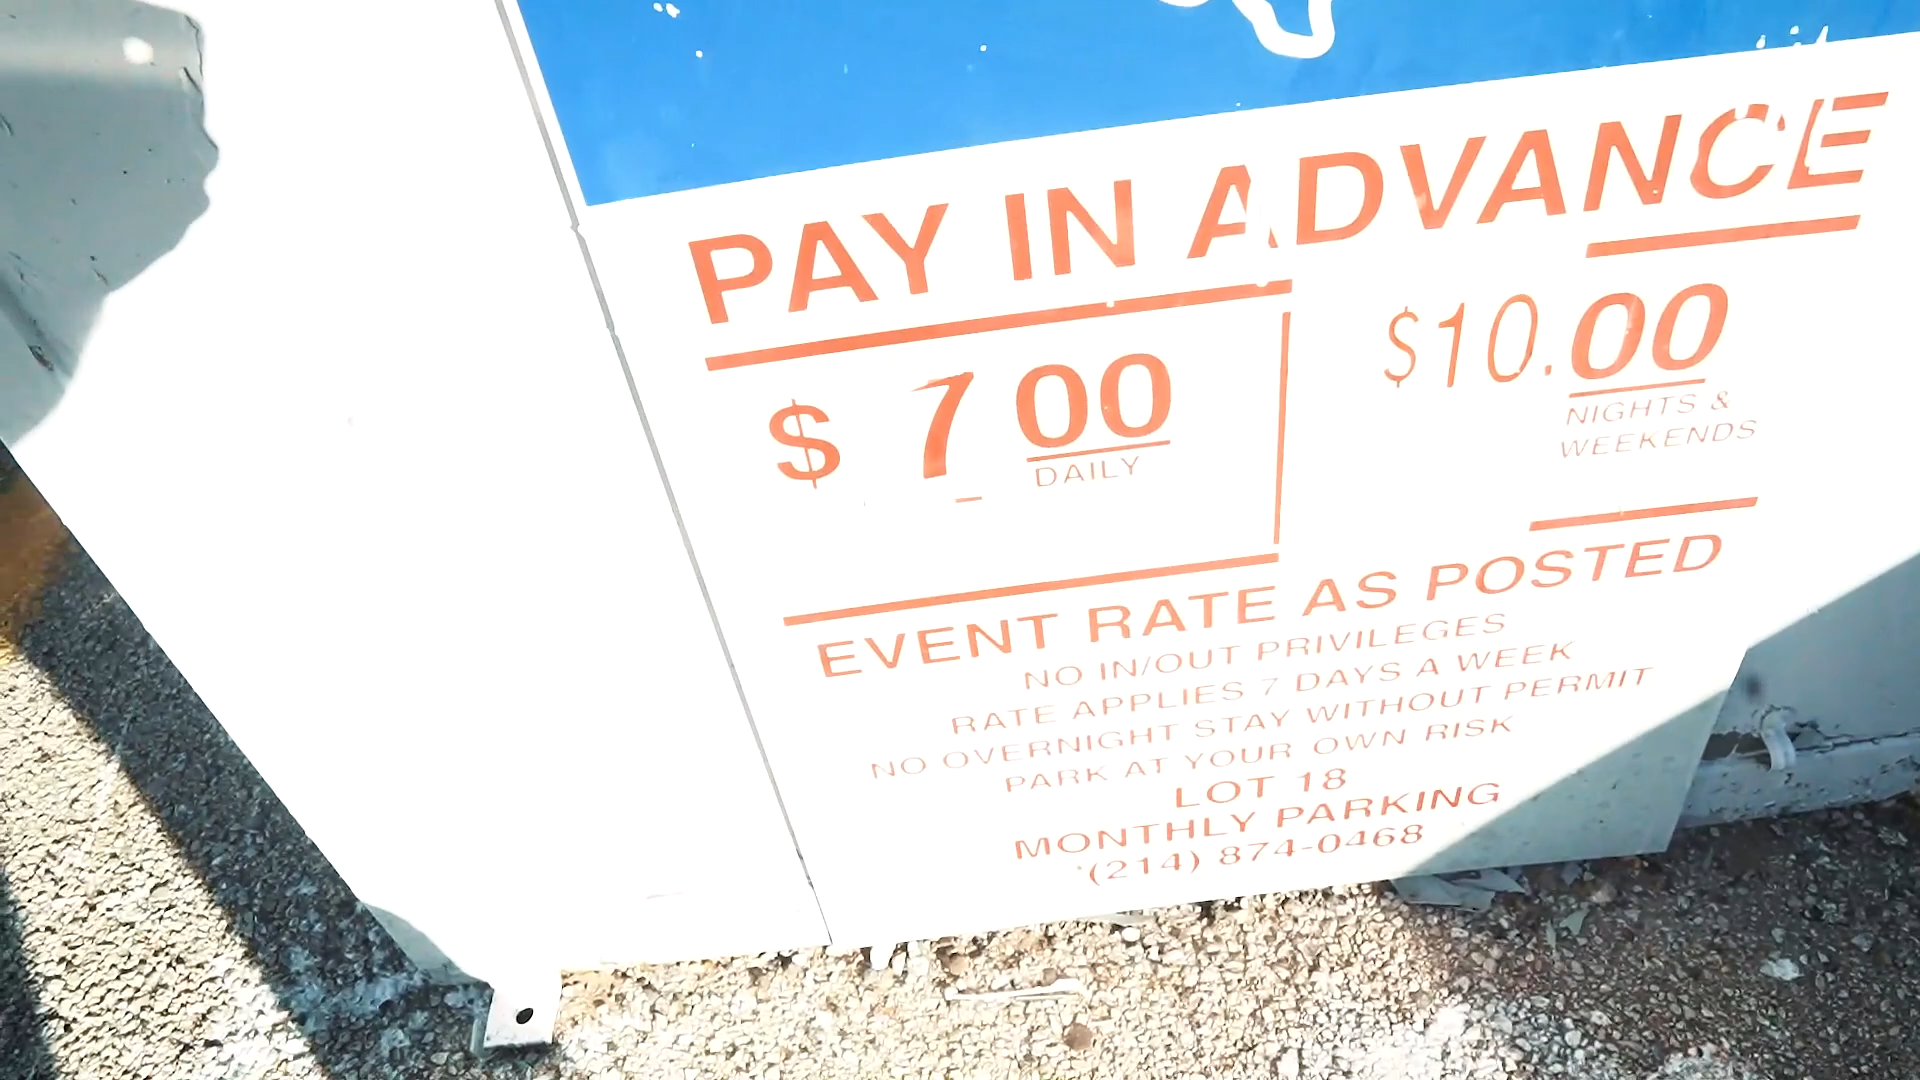 PAY IN ADVANCE
$ 7 00
DAILY
$10.00
NIGHTS &
WEEKENDS
EVENT RATE AS POSTED
NO IN/OUT PRIVILEGES
RATE APPLIES 7 DAYS A WEEK
NO OVERNIGHT STAY WITHOUT PERMIT
PARK AT YOUR OWN RISK
LOT 18
MONTHLY PARKING
(214) 874-0468